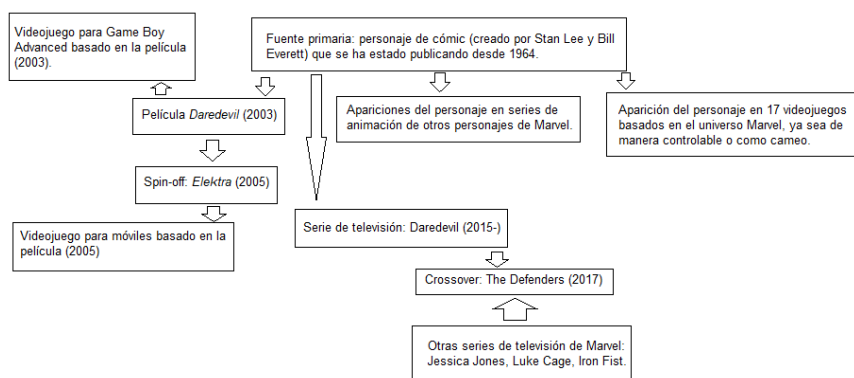 Videojuego para Game Boy
Advanced basado en la película
(2003).
Fuente primaria: personaje de cómic (creado por Stan Lee y Bill
Everett) que se ha estado publicando desde 1964.
Película Daredevil (2003)
Apariciones del personaje en series de
animación de otros personajes de Marvel.
Aparición del personaje en 17 videojuegos
basados en el universo Marvel, ya sea de
manera controlable o como cameo.
Spin-off: Elektra (2005)
Videojuego para móviles basado en la
película (2005)
Serie de televisión: Daredevil (2015-)
Crossover: The Defenders (2017)
Otras series de televisión de Marvel:
Jessica Jones, Luke Cage, Iron Fist.